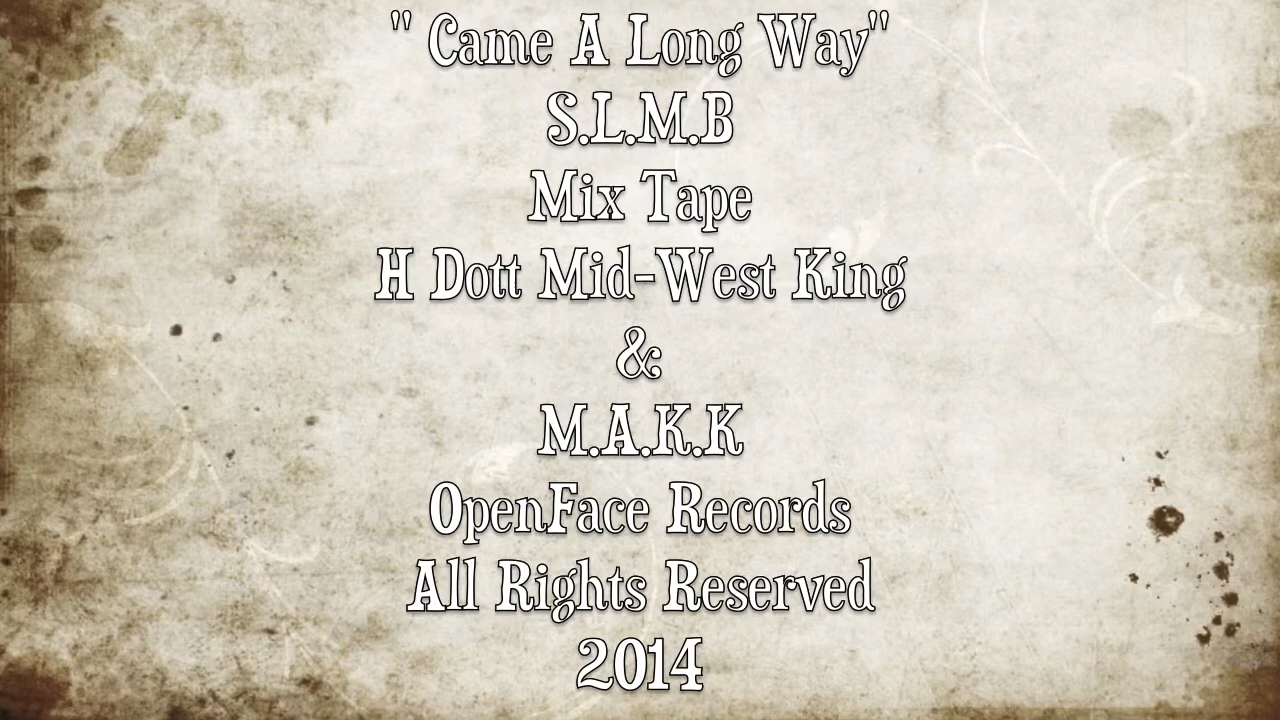 " Came A Long Way"
S.L.M.B
Mix Tape
H Dott Mid-West King
&
M.A.K.K
OpenFace Records
All Rights Reserved
2014